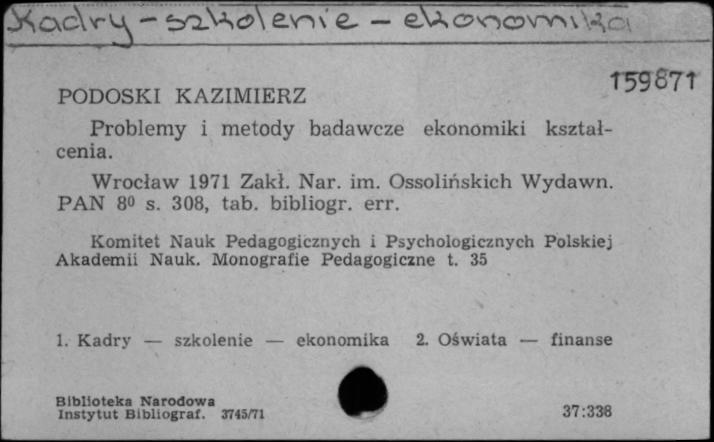 Kadry – szkolenie – ekonomika
159871
PODOSKI KAZIMIERZ
Problemy i metody badawcze ekonomiki kształ-
cenia.
Wrocław 1971 Zakł. Nar. im. Ossolińskich Wydawn.
PAN 8⁰ s. 308, tab. bibliogr. err.
Komitet Nauk Pedagogicznych i Psychologicznych Polskiej
Akademii Nauk. Monografie Pedagogiczne t. 35
1. Kadry — szkolenie — ekonomika 2. Oświata — finanse
Biblioteka Narodowa
Instytut Bibliograf. 3745/71
37:338